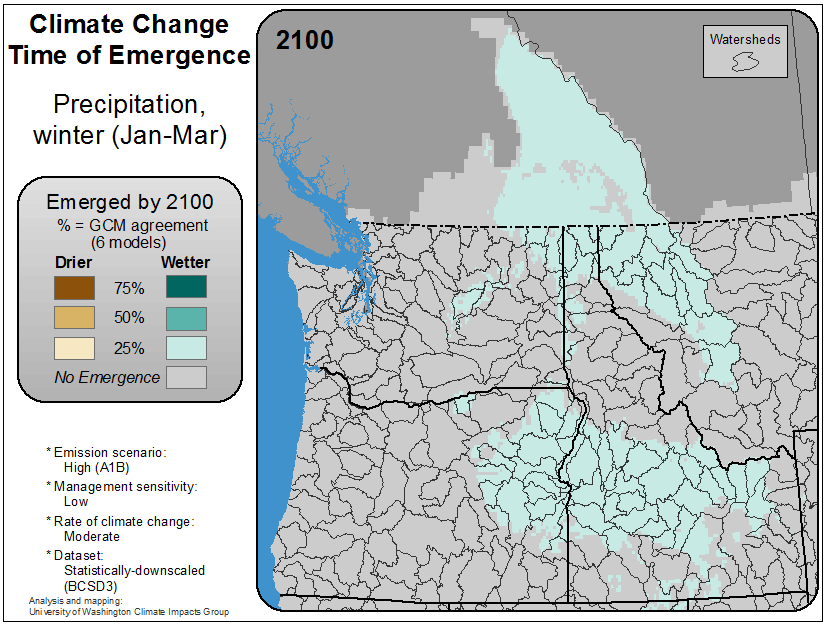 Climate Change
Time of Emergence
Precipitation,
winter (Jan-Mar)
Emerged by 2100
% = GCM agreement
(6 models)
Drier Wetter
75%
50%
25%
No Emergence
* Emission scenario:
High (A1B)
* Management sensitivity:
Low
* Rate of climate change:
Moderate
* Dataset:
Statistically-downscaled
(BCSD3)
Analysis and mapping:
University of Washington Climate Impacts Group
2100
Watersheds